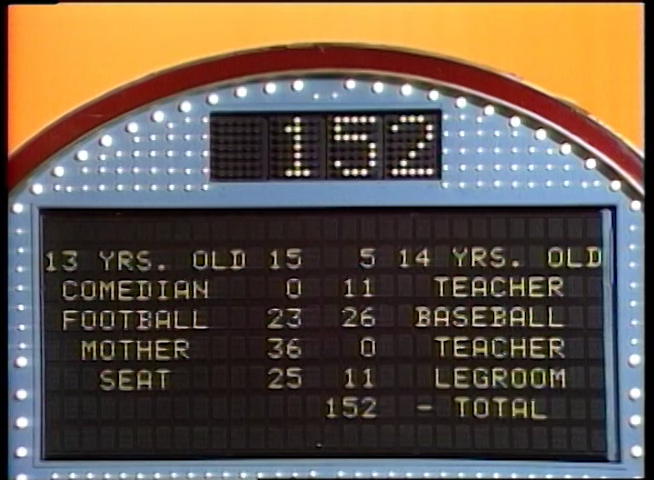 152
13 YRS. OLD 15 5 14 YRS. OLD
COMEDIAN 0 11 TEACHER
FOOTBALL 23 26 BASEBALL
MOTHER 36 0 TEACHER
SEAT 25 11 LEGROOM
152 - TOTAL